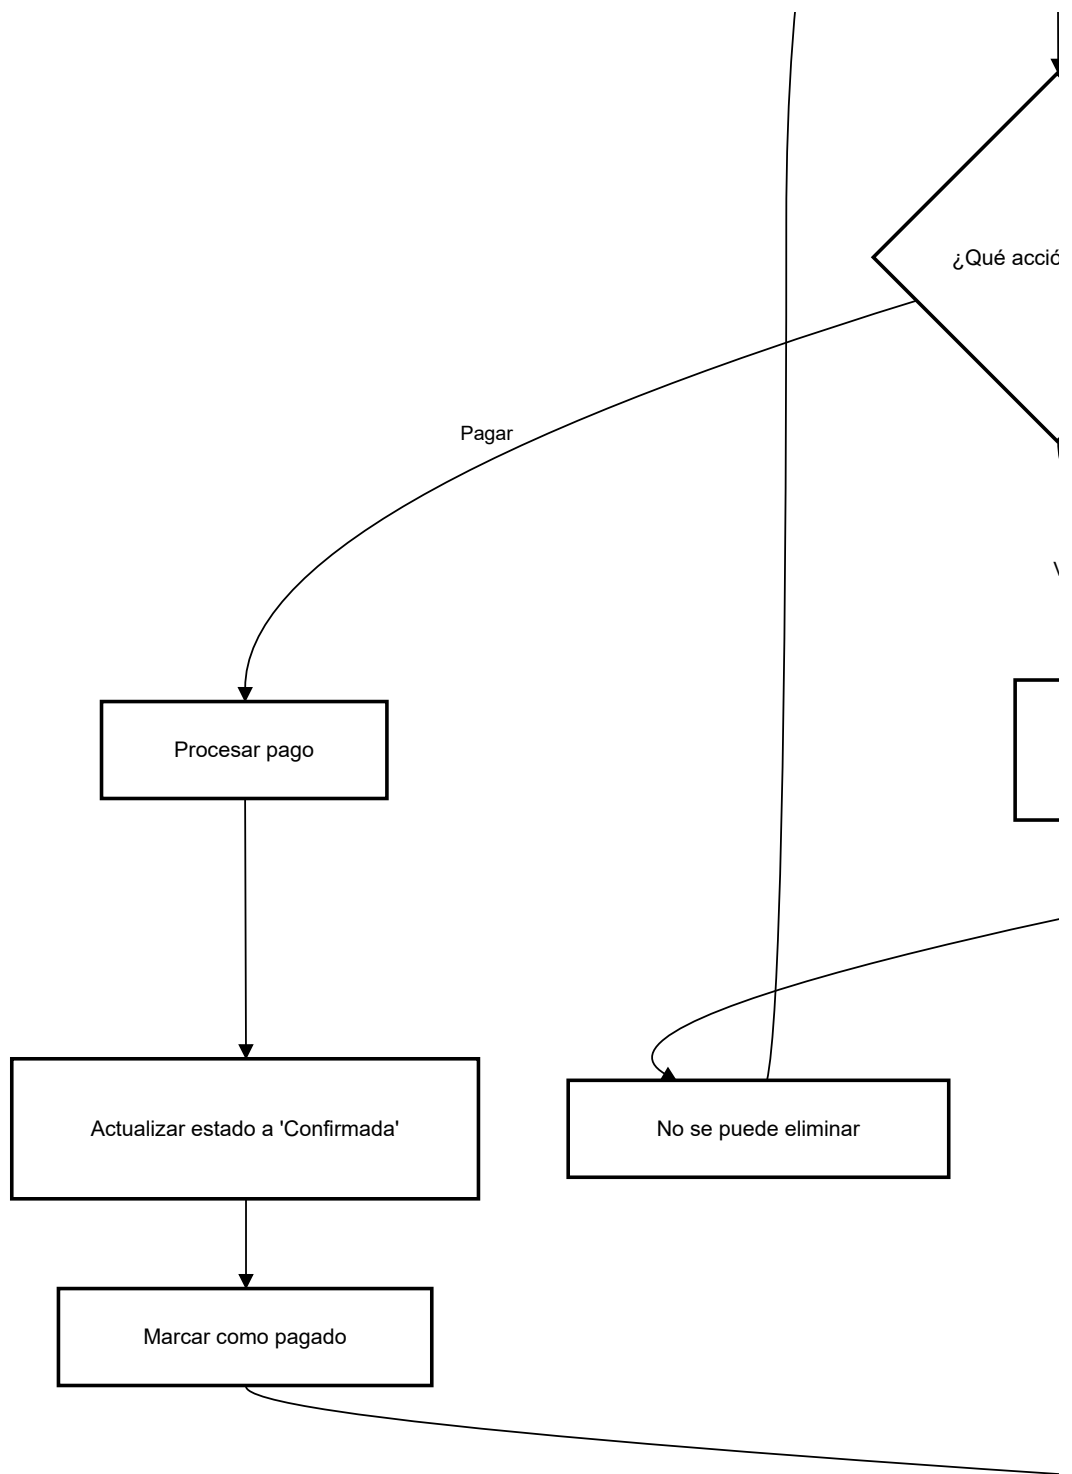 ¿Qué acció
Pagar
Procesar pago
Actualizar estado a 'Confirmada'
No se puede eliminar
Marcar como pagado